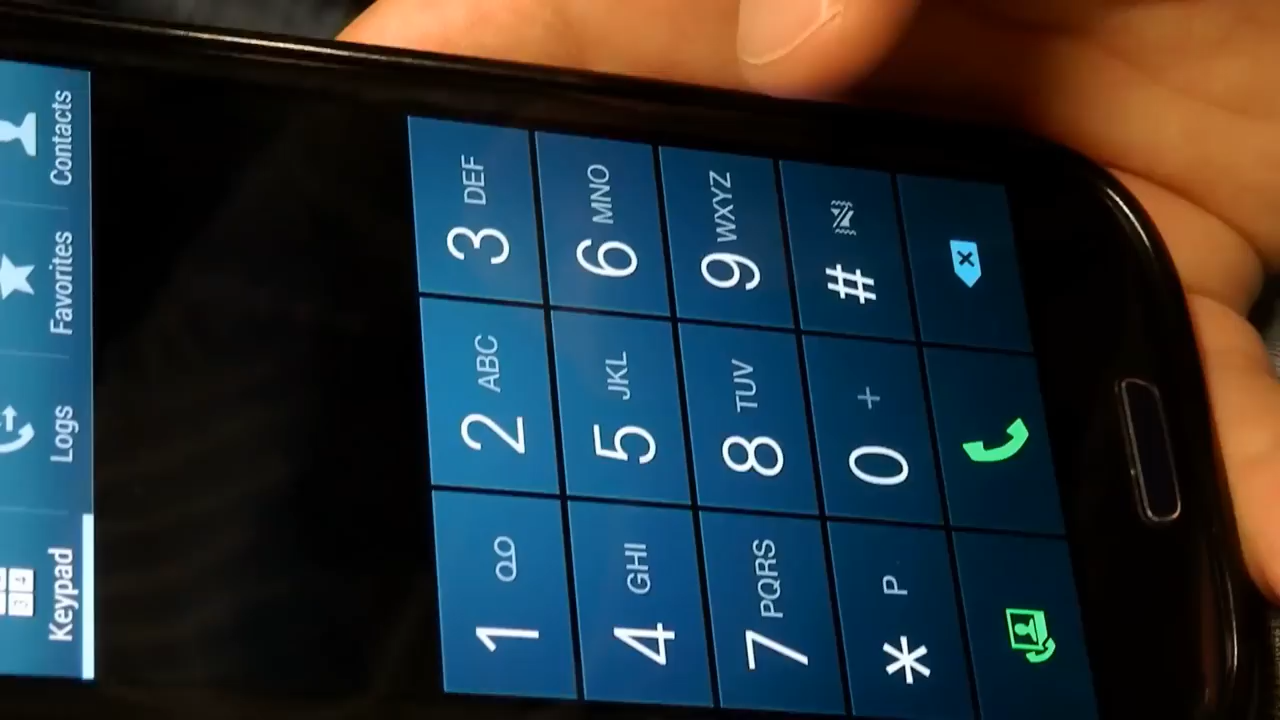 Keypad Logs Favorites Contacts
1 2 ABC 3 DEF
4 GHI 5 JKL 6 MNO
7 PQRS 8 TUV 9 WXYZ
* P 0 + #